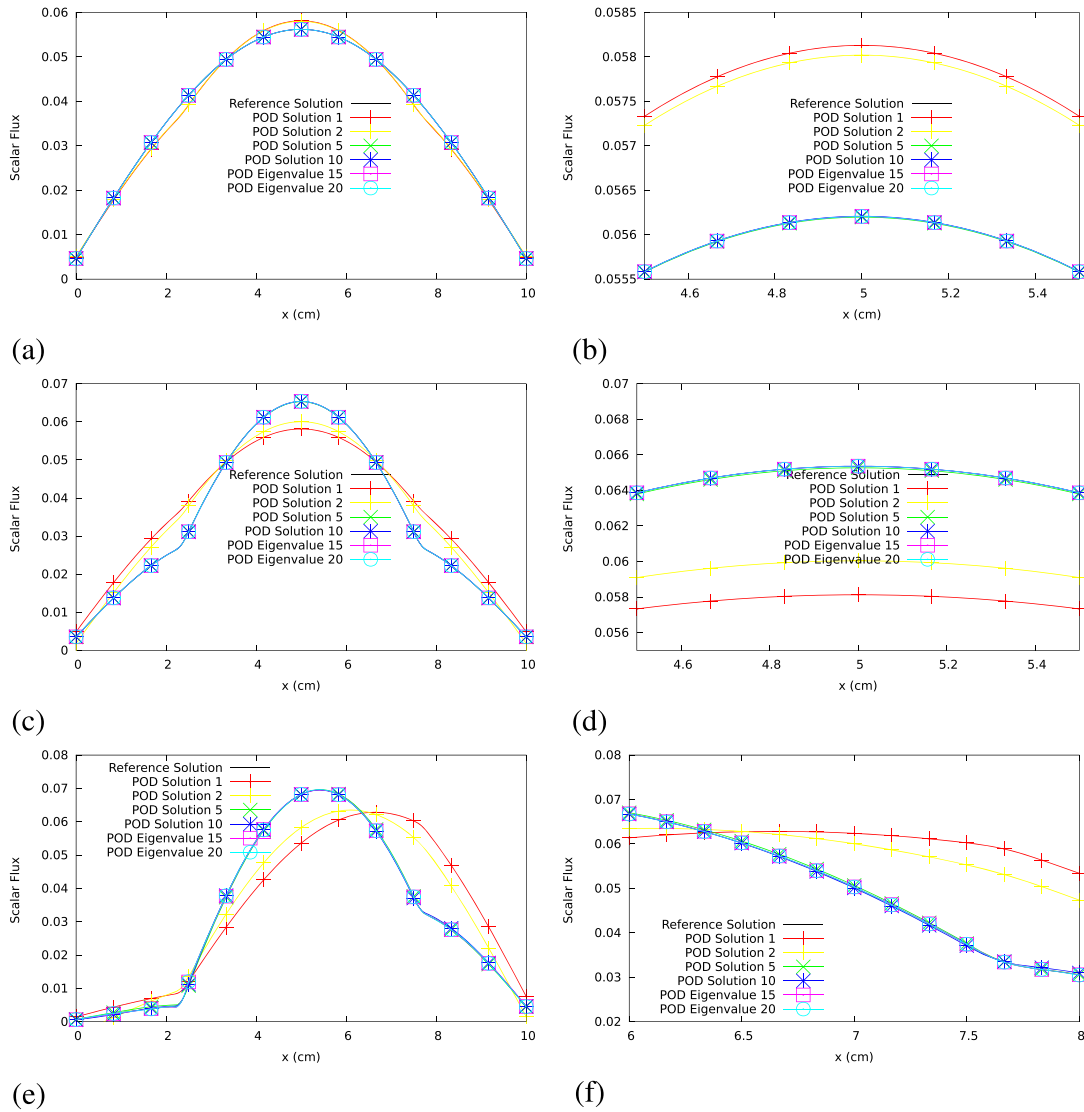 0.06
0.05
0.04
0.03
0.02
0.01
0
Scalar Flux
Reference Solution
POD Solution 1
POD Solution 2
POD Solution 5
POD Solution 10
POD Eigenvalue 15
POD Eigenvalue 20
0 2 4 6 8 10
x (cm)
(a)
0.0585
0.058
0.0575
0.057
0.0565
0.056
0.0555
Scalar Flux
Reference Solution
POD Solution 1
POD Solution 2
POD Solution 5
POD Solution 10
POD Eigenvalue 15
POD Eigenvalue 20
4.6 4.8 5 5.2 5.4
x (cm)
(b)
0.07
0.06
0.05
0.04
0.03
0.02
0.01
0
Scalar Flux
Reference Solution
POD Solution 1
POD Solution 2
POD Solution 5
POD Solution 10
POD Eigenvalue 15
POD Eigenvalue 20
0 2 4 6 8 10
x (cm)
(c)
0.07
0.068
0.066
0.064
0.062
0.06
0.058
0.056
Scalar Flux
Reference Solution
POD Solution 1
POD Solution 2
POD Solution 5
POD Solution 10
POD Eigenvalue 15
POD Eigenvalue 20
4.6 4.8 5 5.2 5.4
x (cm)
(d)
0.08
0.07
0.06
0.05
0.04
0.03
0.02
0.01
0
Scalar Flux
Reference Solution
POD Solution 1
POD Solution 2
POD Solution 5
POD Solution 10
POD Eigenvalue 15
POD Eigenvalue 20
0 2 4 6 8 10
x (cm)
(e)
0.08
0.07
0.06
0.05
0.04
0.03
0.02
Scalar Flux
Reference Solution
POD Solution 1
POD Solution 2
POD Solution 5
POD Solution 10
POD Eigenvalue 15
POD Eigenvalue 20
6 6.5 7 7.5 8
x (cm)
(f)